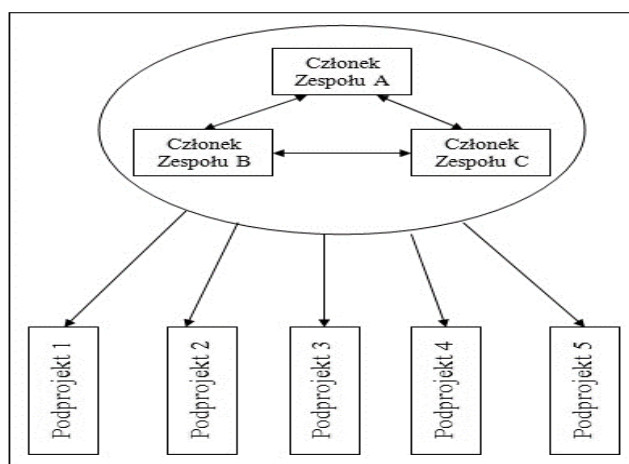 Członek
Zespołu A
Członek
Zespołu B
Członek
Zespołu C
Podprojekt 1
Podprojekt 2
Podprojekt 3
Podprojekt 4
Podprojekt 5